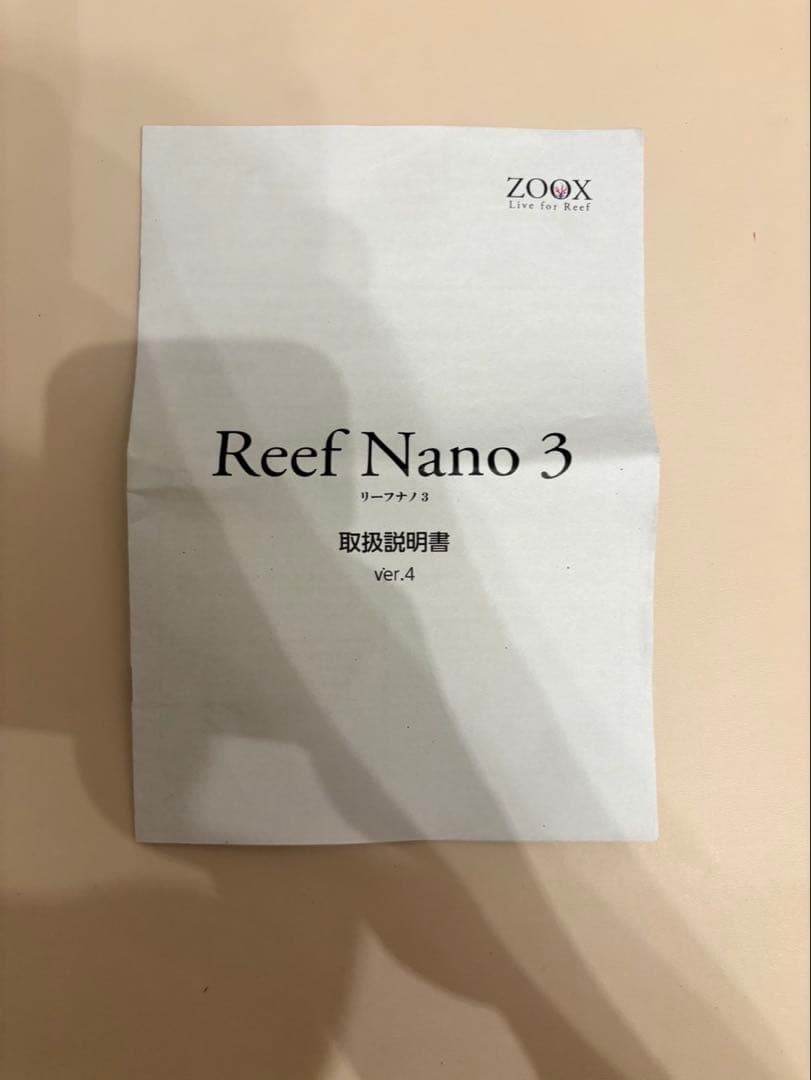 ZOOX
Live for Reef
Reef Nano 3
リーフナノ3
取扱説明書
ver.4